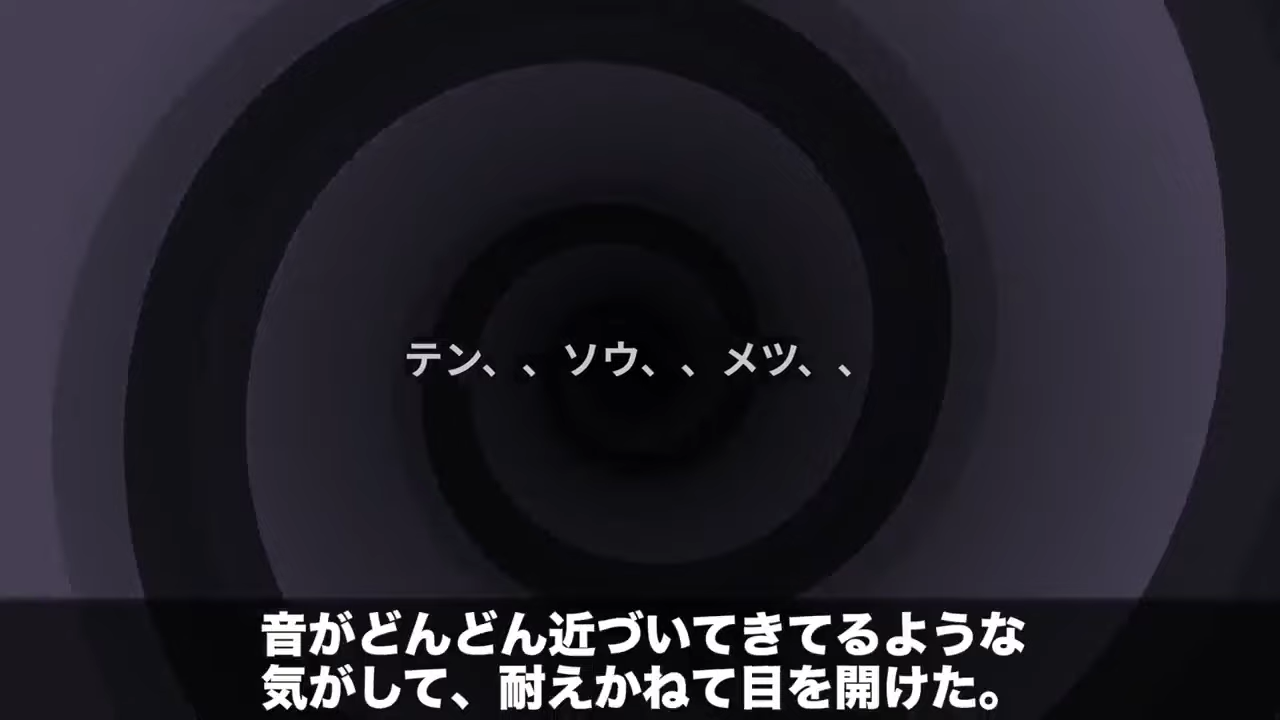 テン、、ソウ、、メツ、、
音がどんどん近づいてきてるような
気がして、耐えかねて目を開けた。